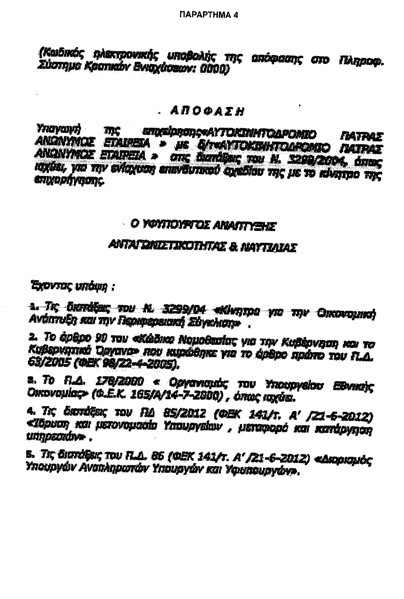 ΠΑΡΑΡΤΗΜΑ 4
(Κωδικός ηλεκτρονικής υποβολής της απόφασης στο Πληροφ.
Σύστημα Κρατικών Ενισχύσεων: 0000)
. Α Π Ο Φ Α Σ Η
Υπαγωγή της επιχείρησης«ΑΥΤΟΚΙΝΗΤΟΔΡΟΜΙΟ ΠΑΤΡΑΣ
ΑΝΩΝΥΜΟΣ ΕΤΑΙΡΕΙΑ » με δ/τ«ΑΥΤΟΚΙΝΗΤΟΔΡΟΜΙΟ ΠΑΤΡΑΣ
ΑΝΩΝΥΜΟΣ ΕΤΑΙΡΕΙΑ » στις διατάξεις του Ν. 3299/2004, όπως
ισχύει, για την ενίσχυση επενδυτικού σχεδίου της με το κίνητρο της
επιχορήγησης.
Ο ΥΦΥΠΟΥΡΓΟΣ ΑΝΑΠΤΥΞΗΣ
ΑΝΤΑΓΩΝΙΣΤΙΚΟΤΗΤΑΣ & ΝΑΥΤΙΛΙΑΣ
Έχοντας υπόψη :
1. Τις διατάξεις του Ν. 3299/04 «Κίνητρα για την Οικονομική
Ανάπτυξη και την Περιφερειακή Σύγκλιση» .
2. Το άρθρο 90 του «Κώδικα Νομοθεσίας για την Κυβέρνηση και τα
Κυβερνητικά Όργανα» που κυρώθηκε για το άρθρο πρώτο του Π.Δ.
63/2005 (ΦΕΚ 98/22-4-2005).
3. Το Π.Δ. 178/2000 « Οργανισμός του Υπουργείου Εθνικής
Οικονομίας» (Φ.Ε.Κ. 165/Α/14-7-2000) , όπως ισχύει.
4. Τις διατάξεις του ΠΔ 85/2012 (ΦΕΚ 141/τ. Α' /21-6-2012)
«Ίδρυση και μετονομασία Υπουργείων , μεταφορά και κατάργηση
υπηρεσιών» .
5. Τις διατάξεις του Π.Δ. 86 (ΦΕΚ 141/τ. Α' /21-6-2012) «Διορισμός
Υπουργών Αναπληρωτών Υπουργών και Υφυπουργών».